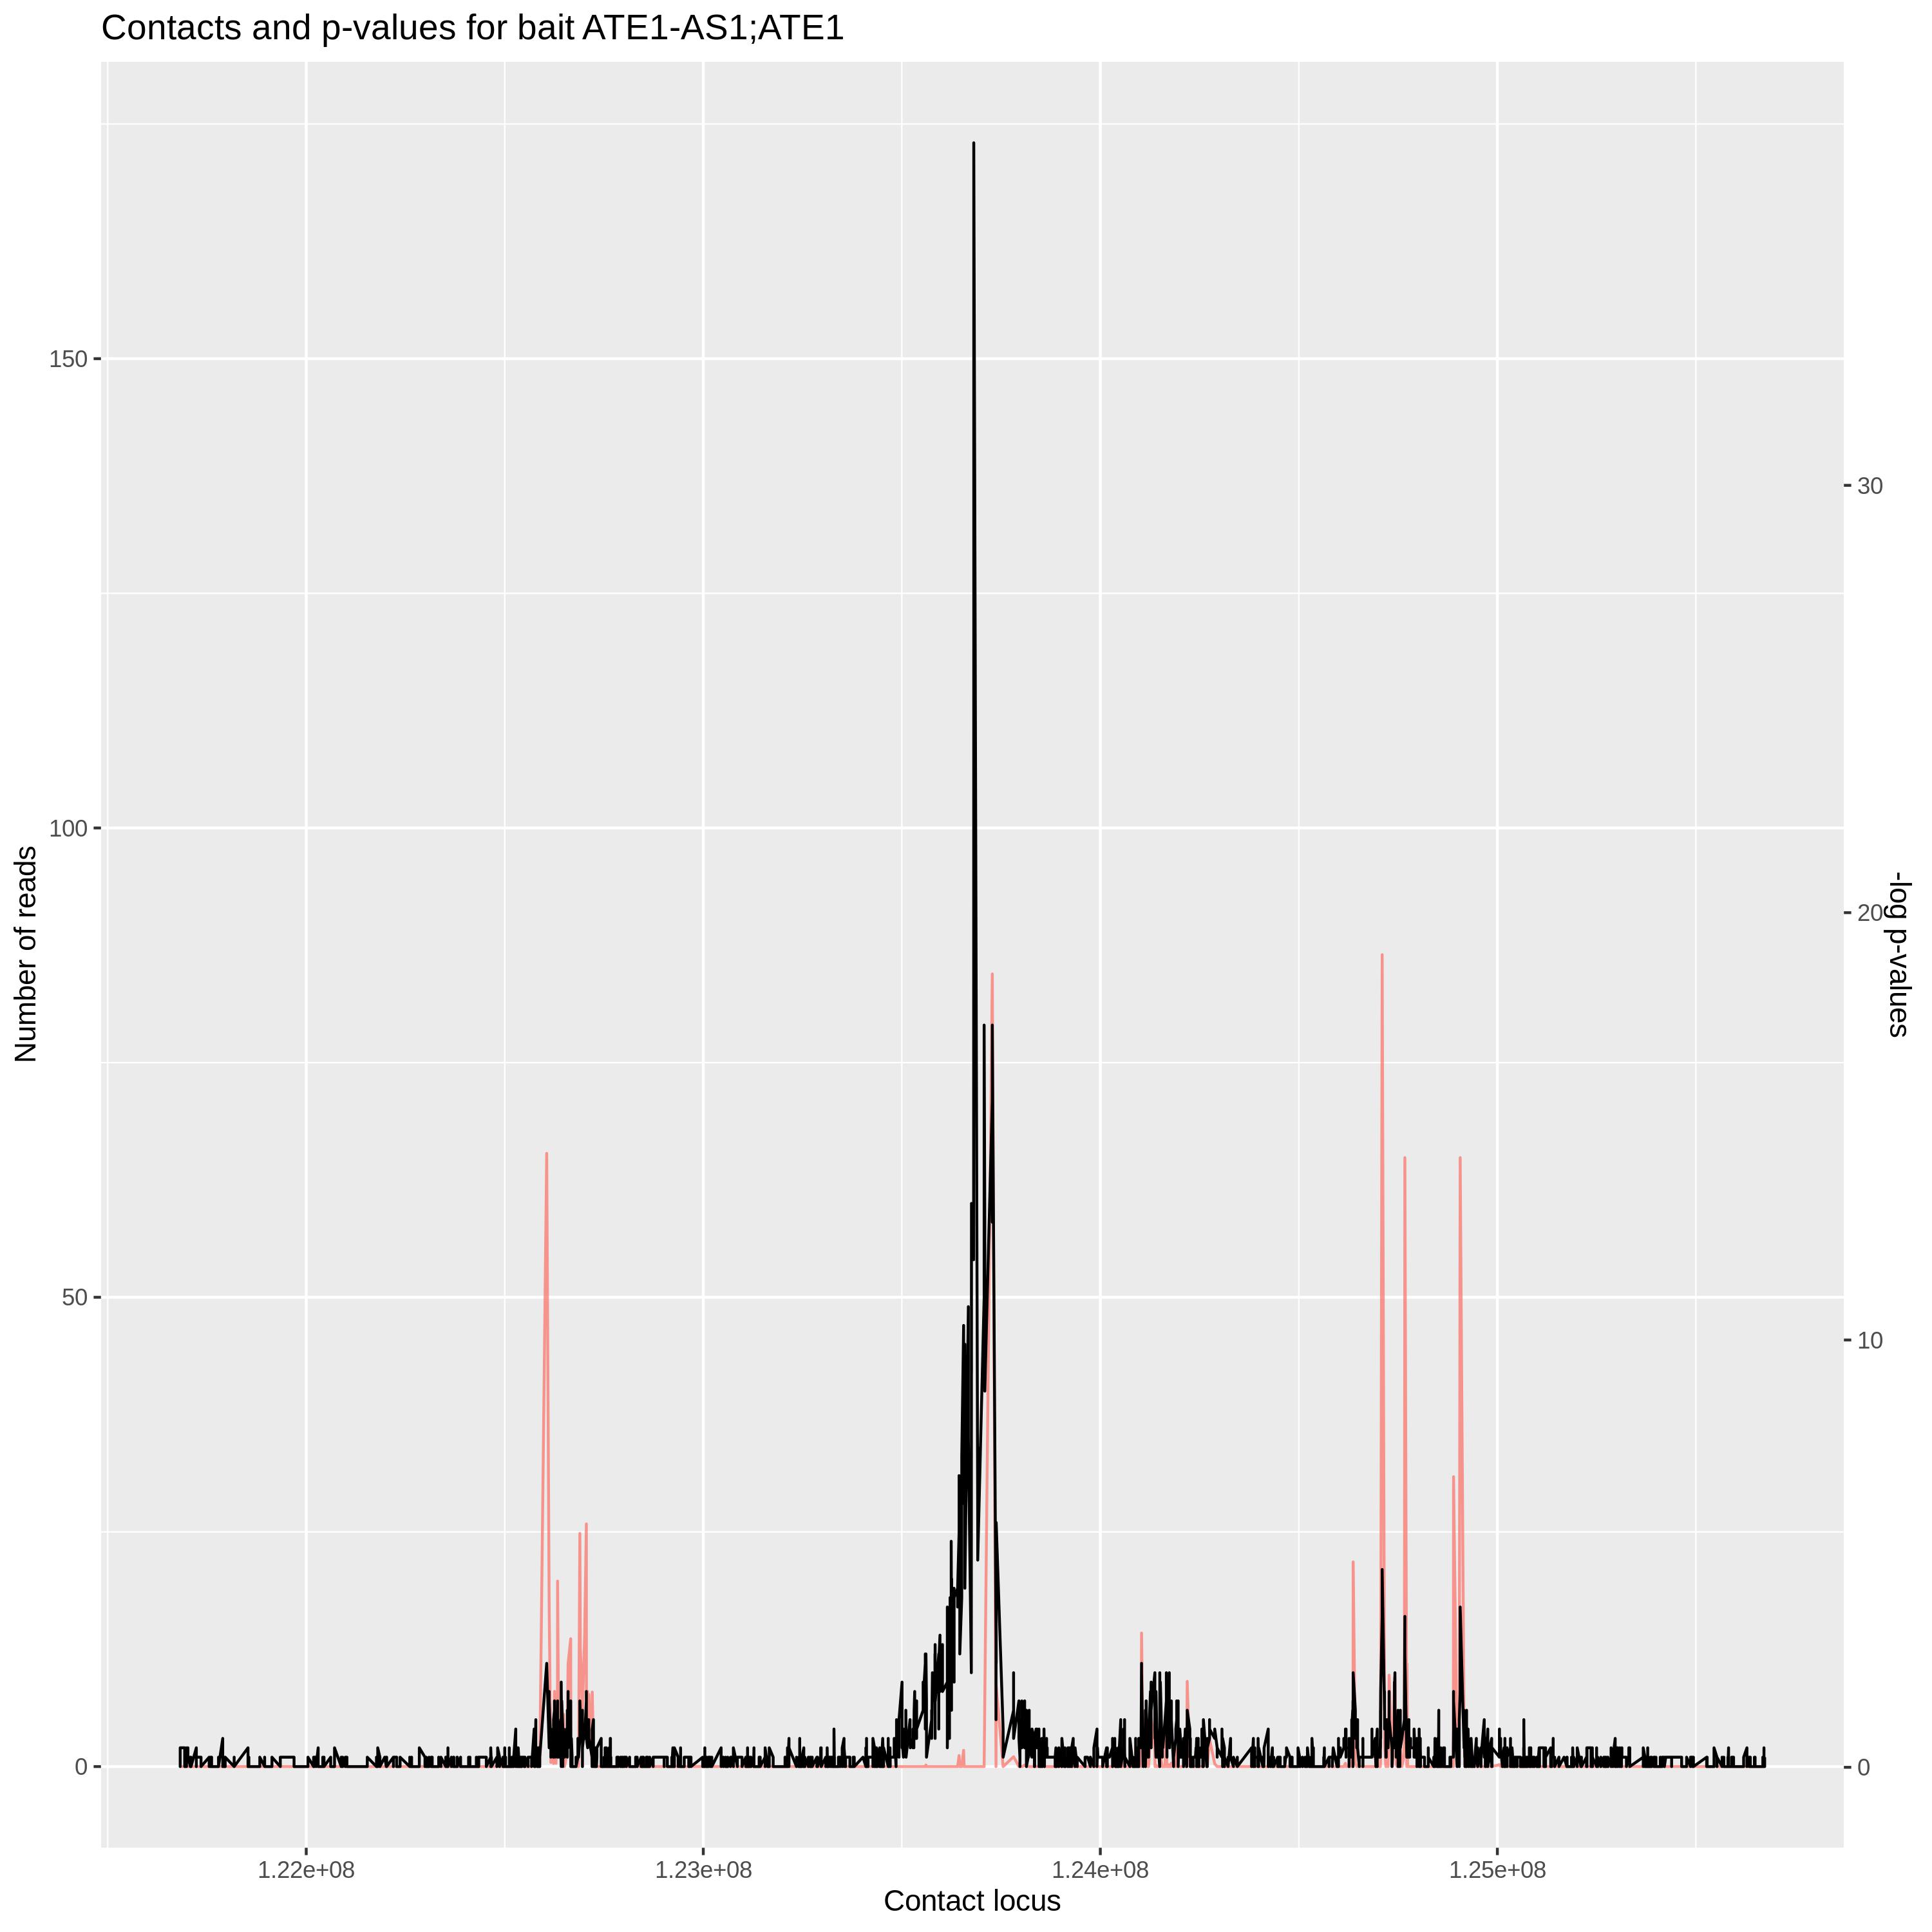 Contacts and p-values for bait ATE1-AS1;ATE1
150
100
50
0
Number of reads
30
20
10
0
-log p-values
1.22e+08
1.23e+08
1.24e+08
1.25e+08
Contact locus